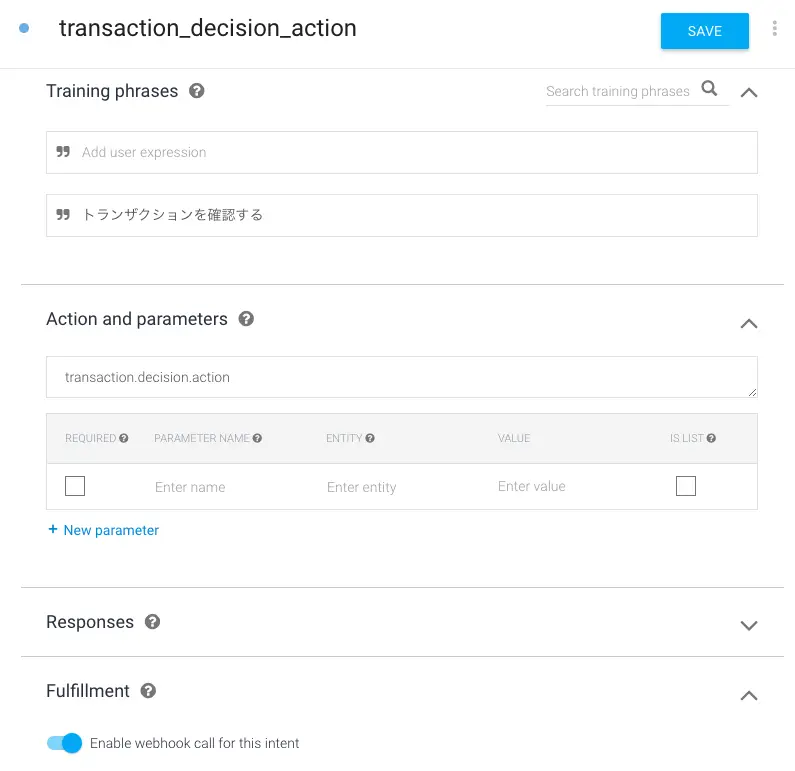 transaction_decision_action
SAVE
Training phrases
Search training phrases
Add user expression
トランザクションを確認する
Action and parameters
transaction.decision.action
REQUIRED PARAMETER NAME ENTITY VALUE IS LIST
Enter name Enter entity Enter value
+ New parameter
Responses
Fulfillment
Enable webhook call for this intent